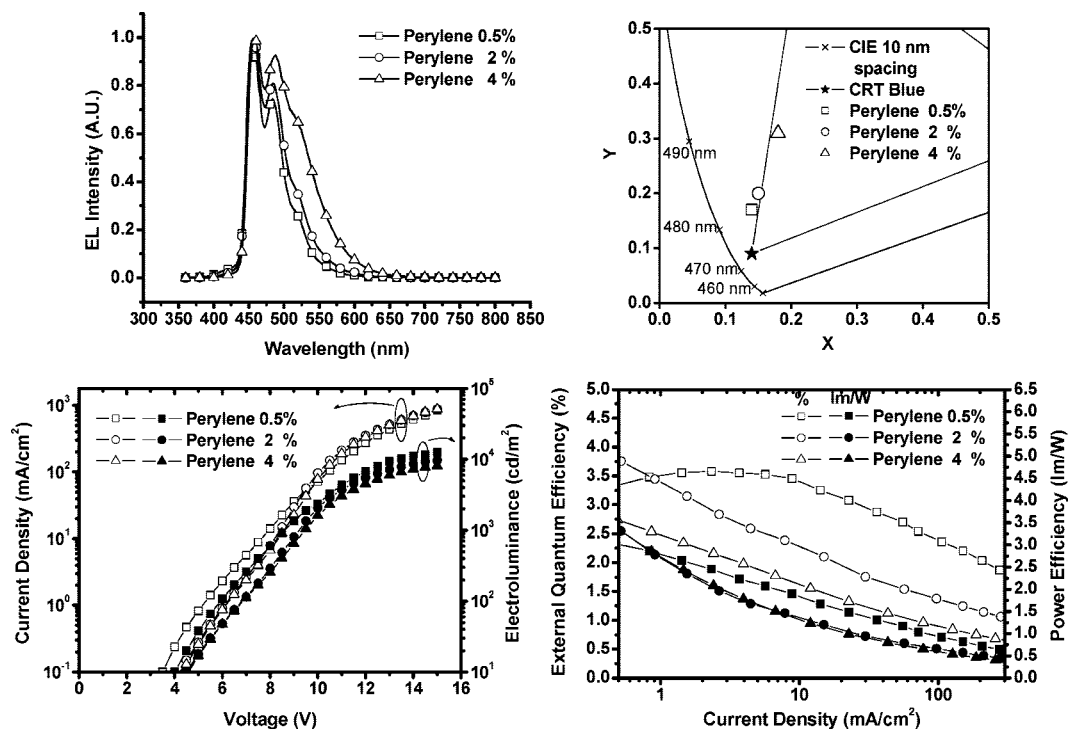 1.0
0.8
0.6
0.4
0.2
0.0
EL Intensity (A.U.)
Perylene 0.5%
Perylene 2 %
Perylene 4 %
300 350 400 450 500 550 600 650 700 750 800 850
Wavelength (nm)
0.5
0.4
0.3
0.2
0.1
0.0
Y
CIE 10 nm
spacing
CRT Blue
Perylene 0.5%
Perylene 2 %
Perylene 4 %
490 nm
480 nm
470 nm
460 nm
0.0 0.1 0.2 0.3 0.4 0.5
X
10^3
10^2
10^1
10^0
10^-1
Current Density (mA/cm^2)
Perylene 0.5%
Perylene 2 %
Perylene 4 %
10^5
10^4
10^3
10^2
10^1
Electroluminance (cd/m^2)
0 2 4 6 8 10 12 14 16
Voltage (V)
5.0
4.5
4.0
3.5
3.0
2.5
2.0
1.5
1.0
0.5
0.0
External Quantum Efficiency (%)
% lm/W
Perylene 0.5%
Perylene 2 %
Perylene 4 %
6.5
6.0
5.5
5.0
4.5
4.0
3.5
3.0
2.5
2.0
1.5
1.0
0.5
0.0
Power Efficiency (lm/W)
1 10 100
Current Density (mA/cm^2)